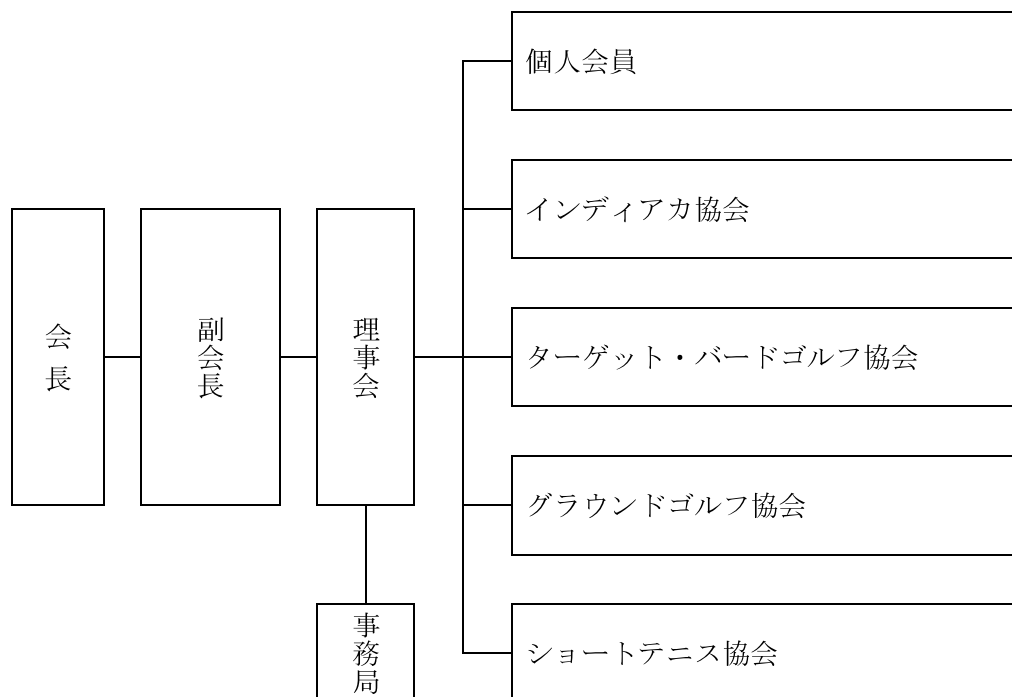 会長
副会長
理事会
事務局
個人会員
インディアカ協会
ターゲット・バードゴルフ協会
グラウンドゴルフ協会
ショートテニス協会